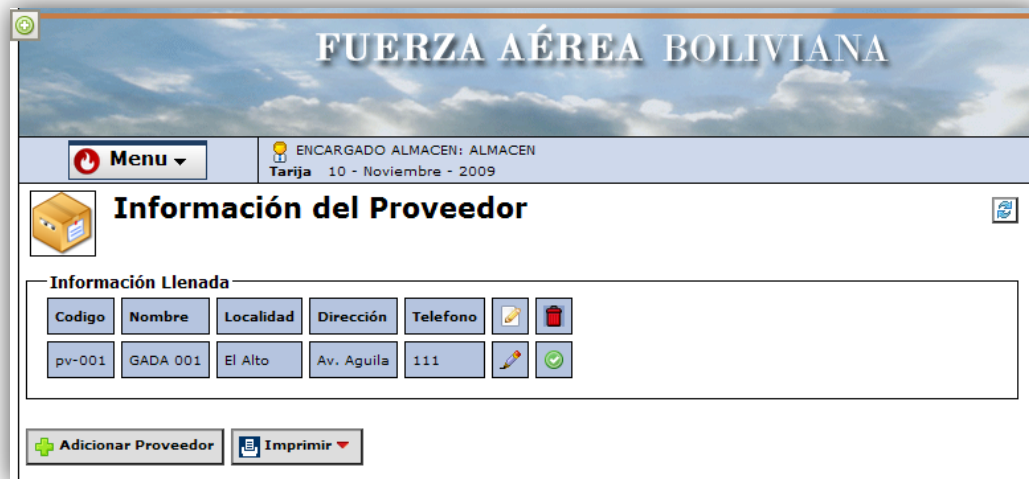 FUERZA AÉREA BOLIVIANA
Menu
ENCARGADO ALMACEN: ALMACEN
Tarija 10 - Noviembre - 2009
Información del Proveedor
Información Llenada
Codigo Nombre Localidad Dirección Telefono
pv-001 GADA 001 El Alto Av. Aguila 111
Adicionar Proveedor Imprimir